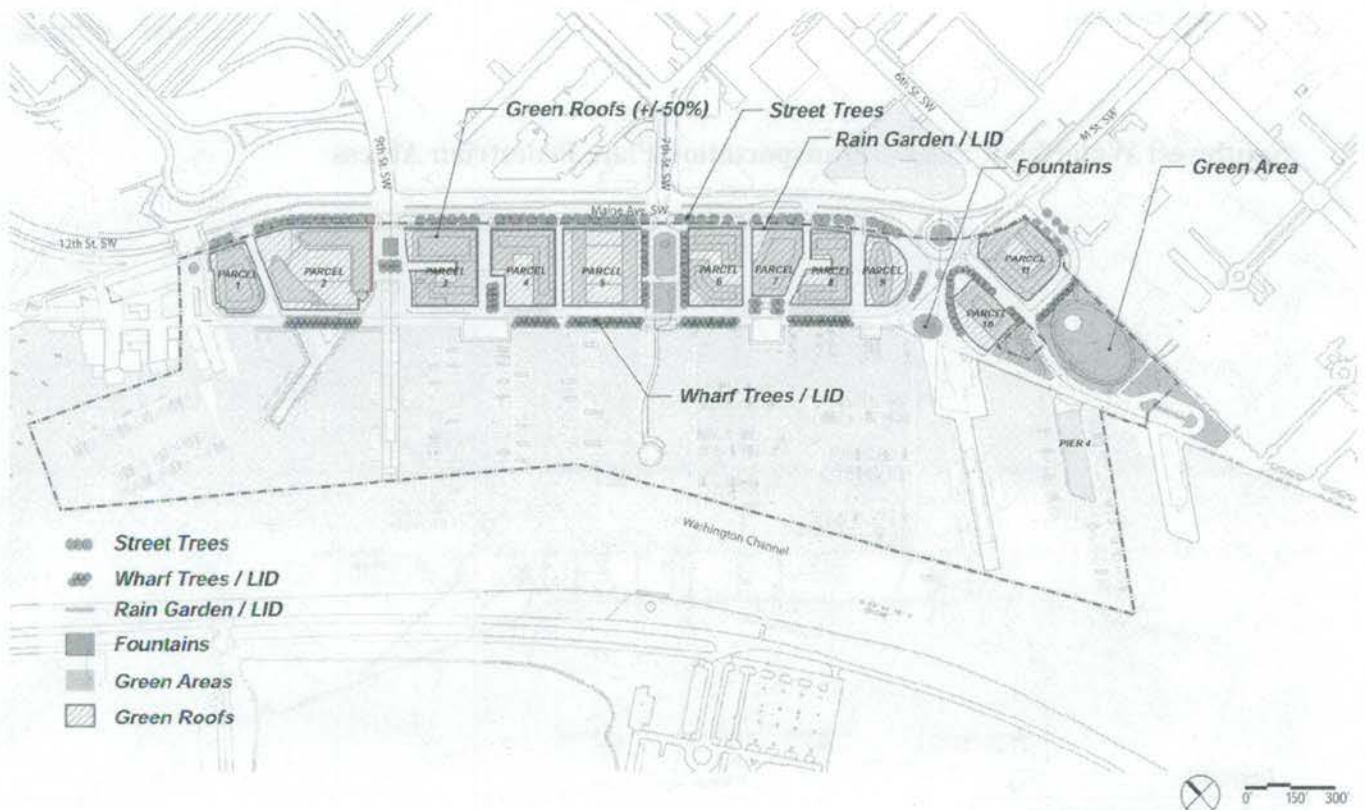 Green Roofs (+/-50%)
Street Trees
Rain Garden / LID
Fountains
Green Area
6th St. SW
M St. SW
9th St. SW
7th St. SW
Maine Ave. SW
12th St. SW
PARCEL
1
PARCEL
2
PARCEL
3
PARCEL
4
PARCEL
5
PARCEL
6
PARCEL
7
PARCEL
8
PARCEL
9
PARCEL
10
PARCEL
11
Wharf Trees / LID
PIER 4
Washington Channel
Street Trees
Wharf Trees / LID
Rain Garden / LID
Fountains
Green Areas
Green Roofs
0' 150' 300'